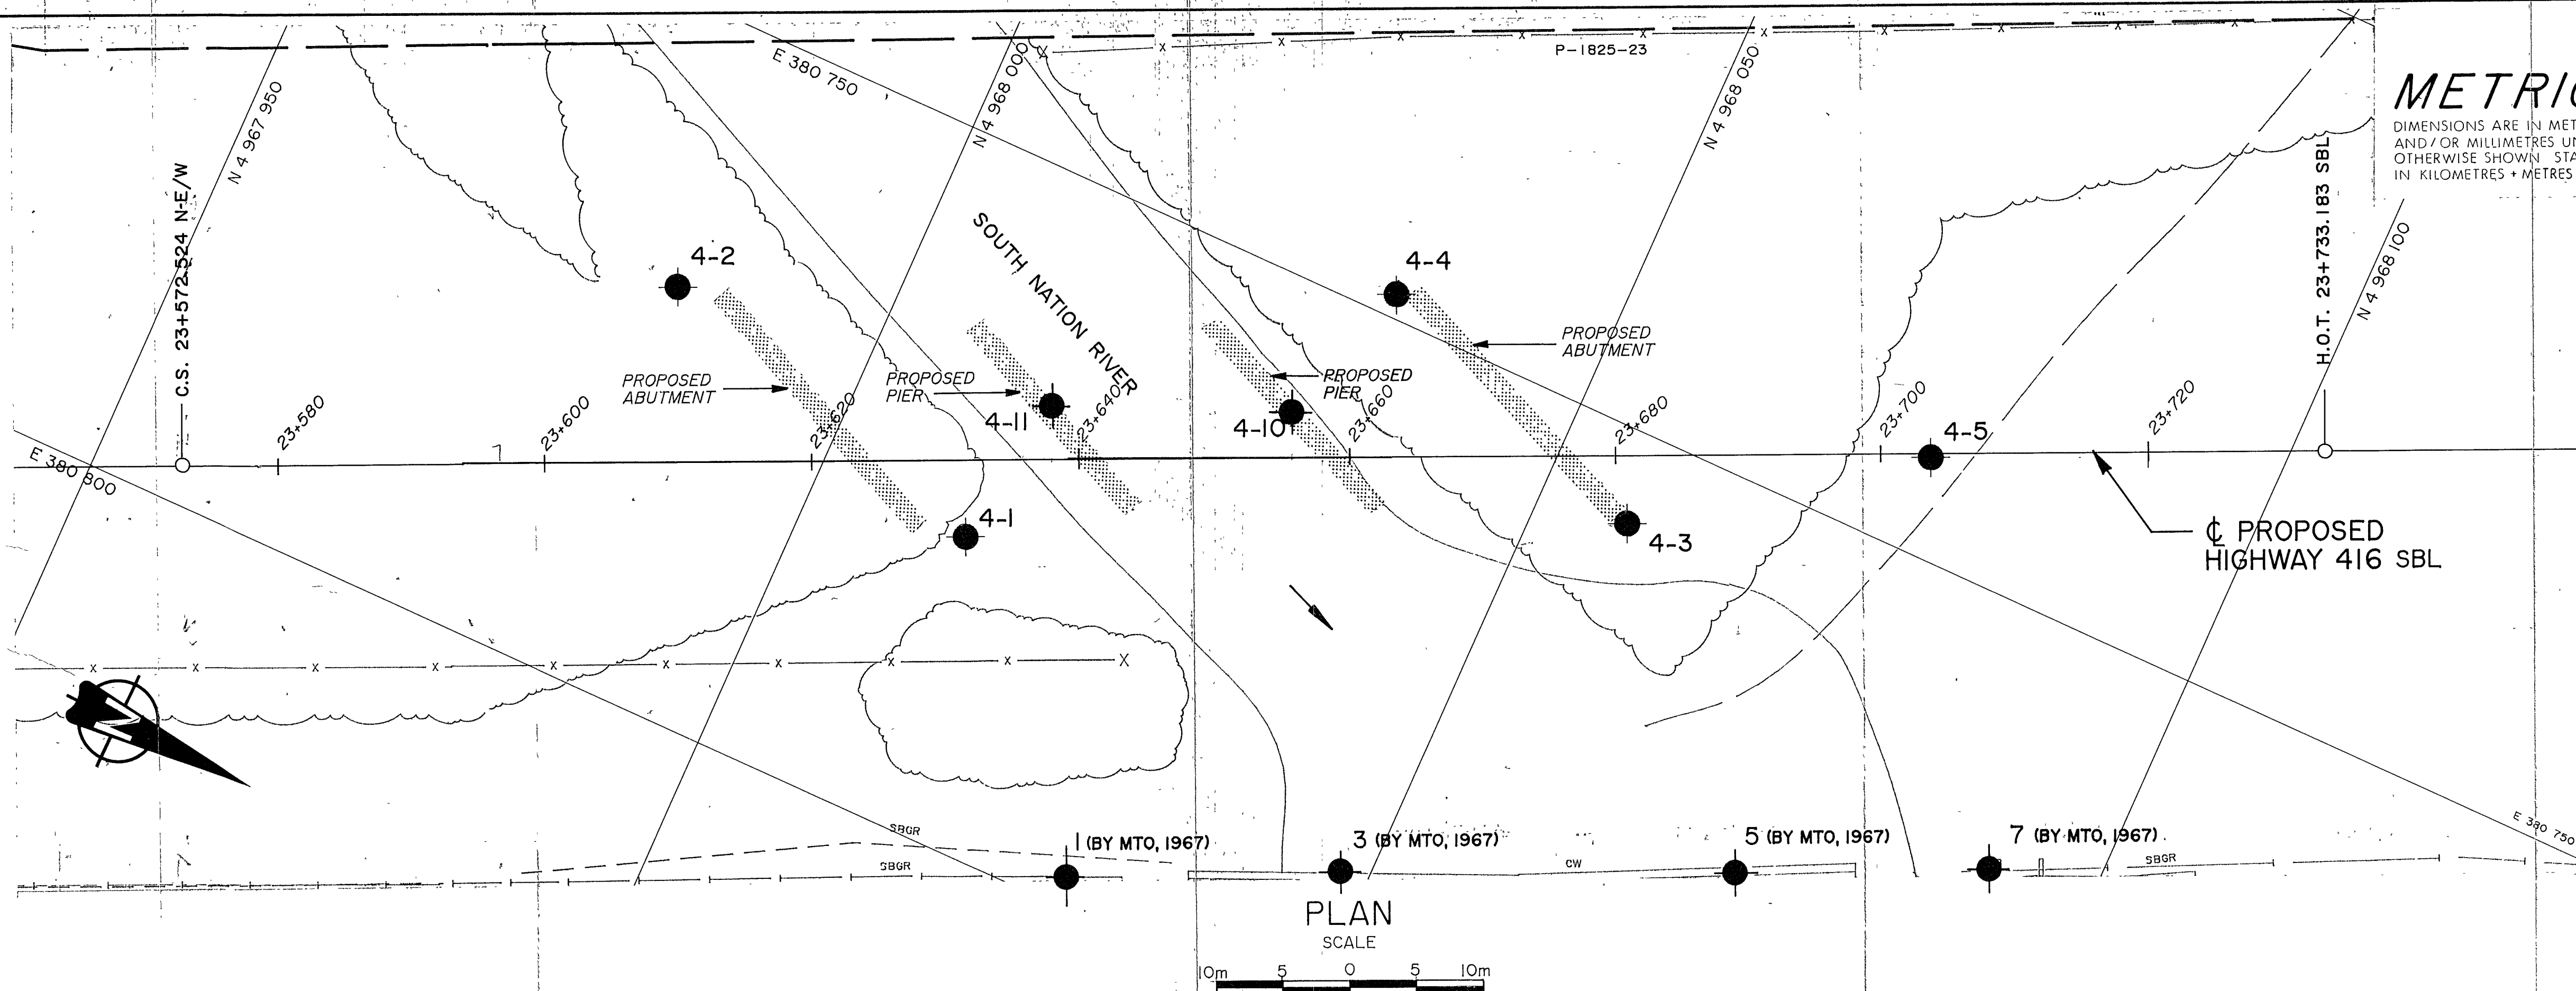 P-1825-23
E 380 750
N 4 967 950
N 4 968 000
N 4 968 050
METRIC
DIMENSIONS ARE IN MET
AND/OR MILLIMETRES UN
OTHERWISE SHOWN STA
IN KILOMETRES + METRES
C.S. 23+572.524 N-E/W
H.O.T. 23+733.183 SBL
N 4 968 100
SOUTH NATION RIVER
4-2
4-4
PROPOSED
ABUTMENT
PROPOSED
PIER
PROPOSED
PIER
PROPOSED
ABUTMENT
4-11
4-10
4-5
23+580
23+600
23+620
23+640
23+660
23+680
23+700
23+720
E 380 800
4-1
4-3
℄ PROPOSED
HIGHWAY 416 SBL
E 380 750
SBGR
SBGR
1 (BY MTO, 1967)
3 (BY MTO, 1967)
CW
5 (BY MTO, 1967)
7 (BY MTO, 1967)
SBGR
PLAN
SCALE
10m 5 0 5 10m